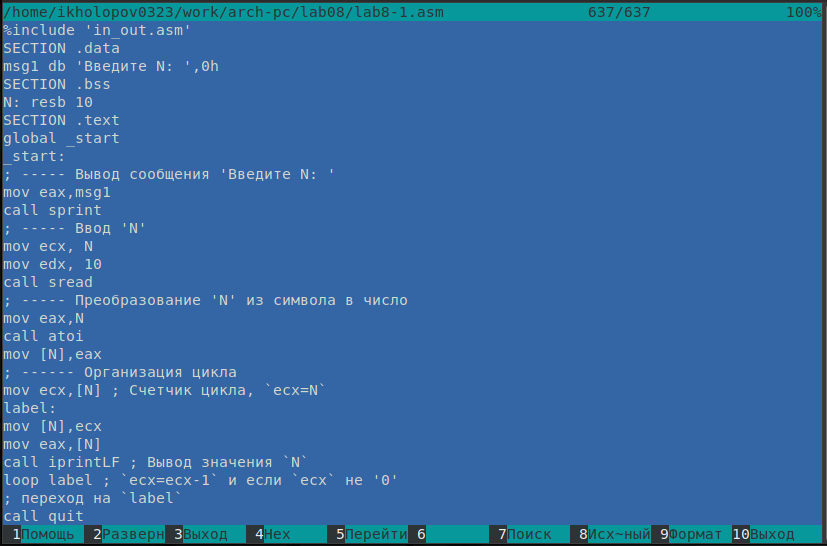 /home/ikholopov0323/work/arch-pc/lab08/lab8-1.asm 637/637 100%
%include 'in_out.asm'
SECTION .data
msg1 db 'Введите N: ',0h
SECTION .bss
N: resb 10
SECTION .text
global _start
_start:
; ----- Вывод сообщения 'Введите N: '
mov eax,msg1
call sprint
; ----- Ввод 'N'
mov ecx, N
mov edx, 10
call sread
; ----- Преобразование 'N' из символа в число
mov eax,N
call atoi
mov [N],eax
; ------ Организация цикла
mov ecx,[N] ; Счетчик цикла, `ecx=N`
label:
mov [N],ecx
mov eax,[N]
call iprintLF ; Вывод значения `N`
loop label ; `ecx=ecx-1` и если `ecx` не '0'
; переход на `label`
call quit
1Помощь 2Разверн 3Выход 4Hex 5Перейти 6 7Поиск 8Исх~ный 9Формат 10Выход